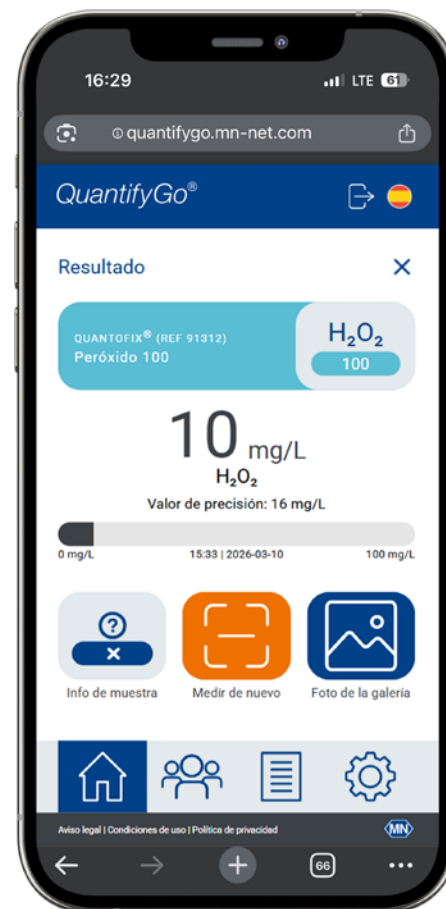 16:29
LTE 61
quantifygo.mn-net.com
QuantifyGo®
Resultado
QUANTOFIX® (REF 91312)
Peróxido 100
H₂O₂
100
10 mg/L
H₂O₂
Valor de precisión: 16 mg/L
0 mg/L 15:33 | 2026-03-10 100 mg/L
Info de muestra Medir de nuevo Foto de la galería
Aviso legal | Condiciones de uso | Política de privacidad
MN
66